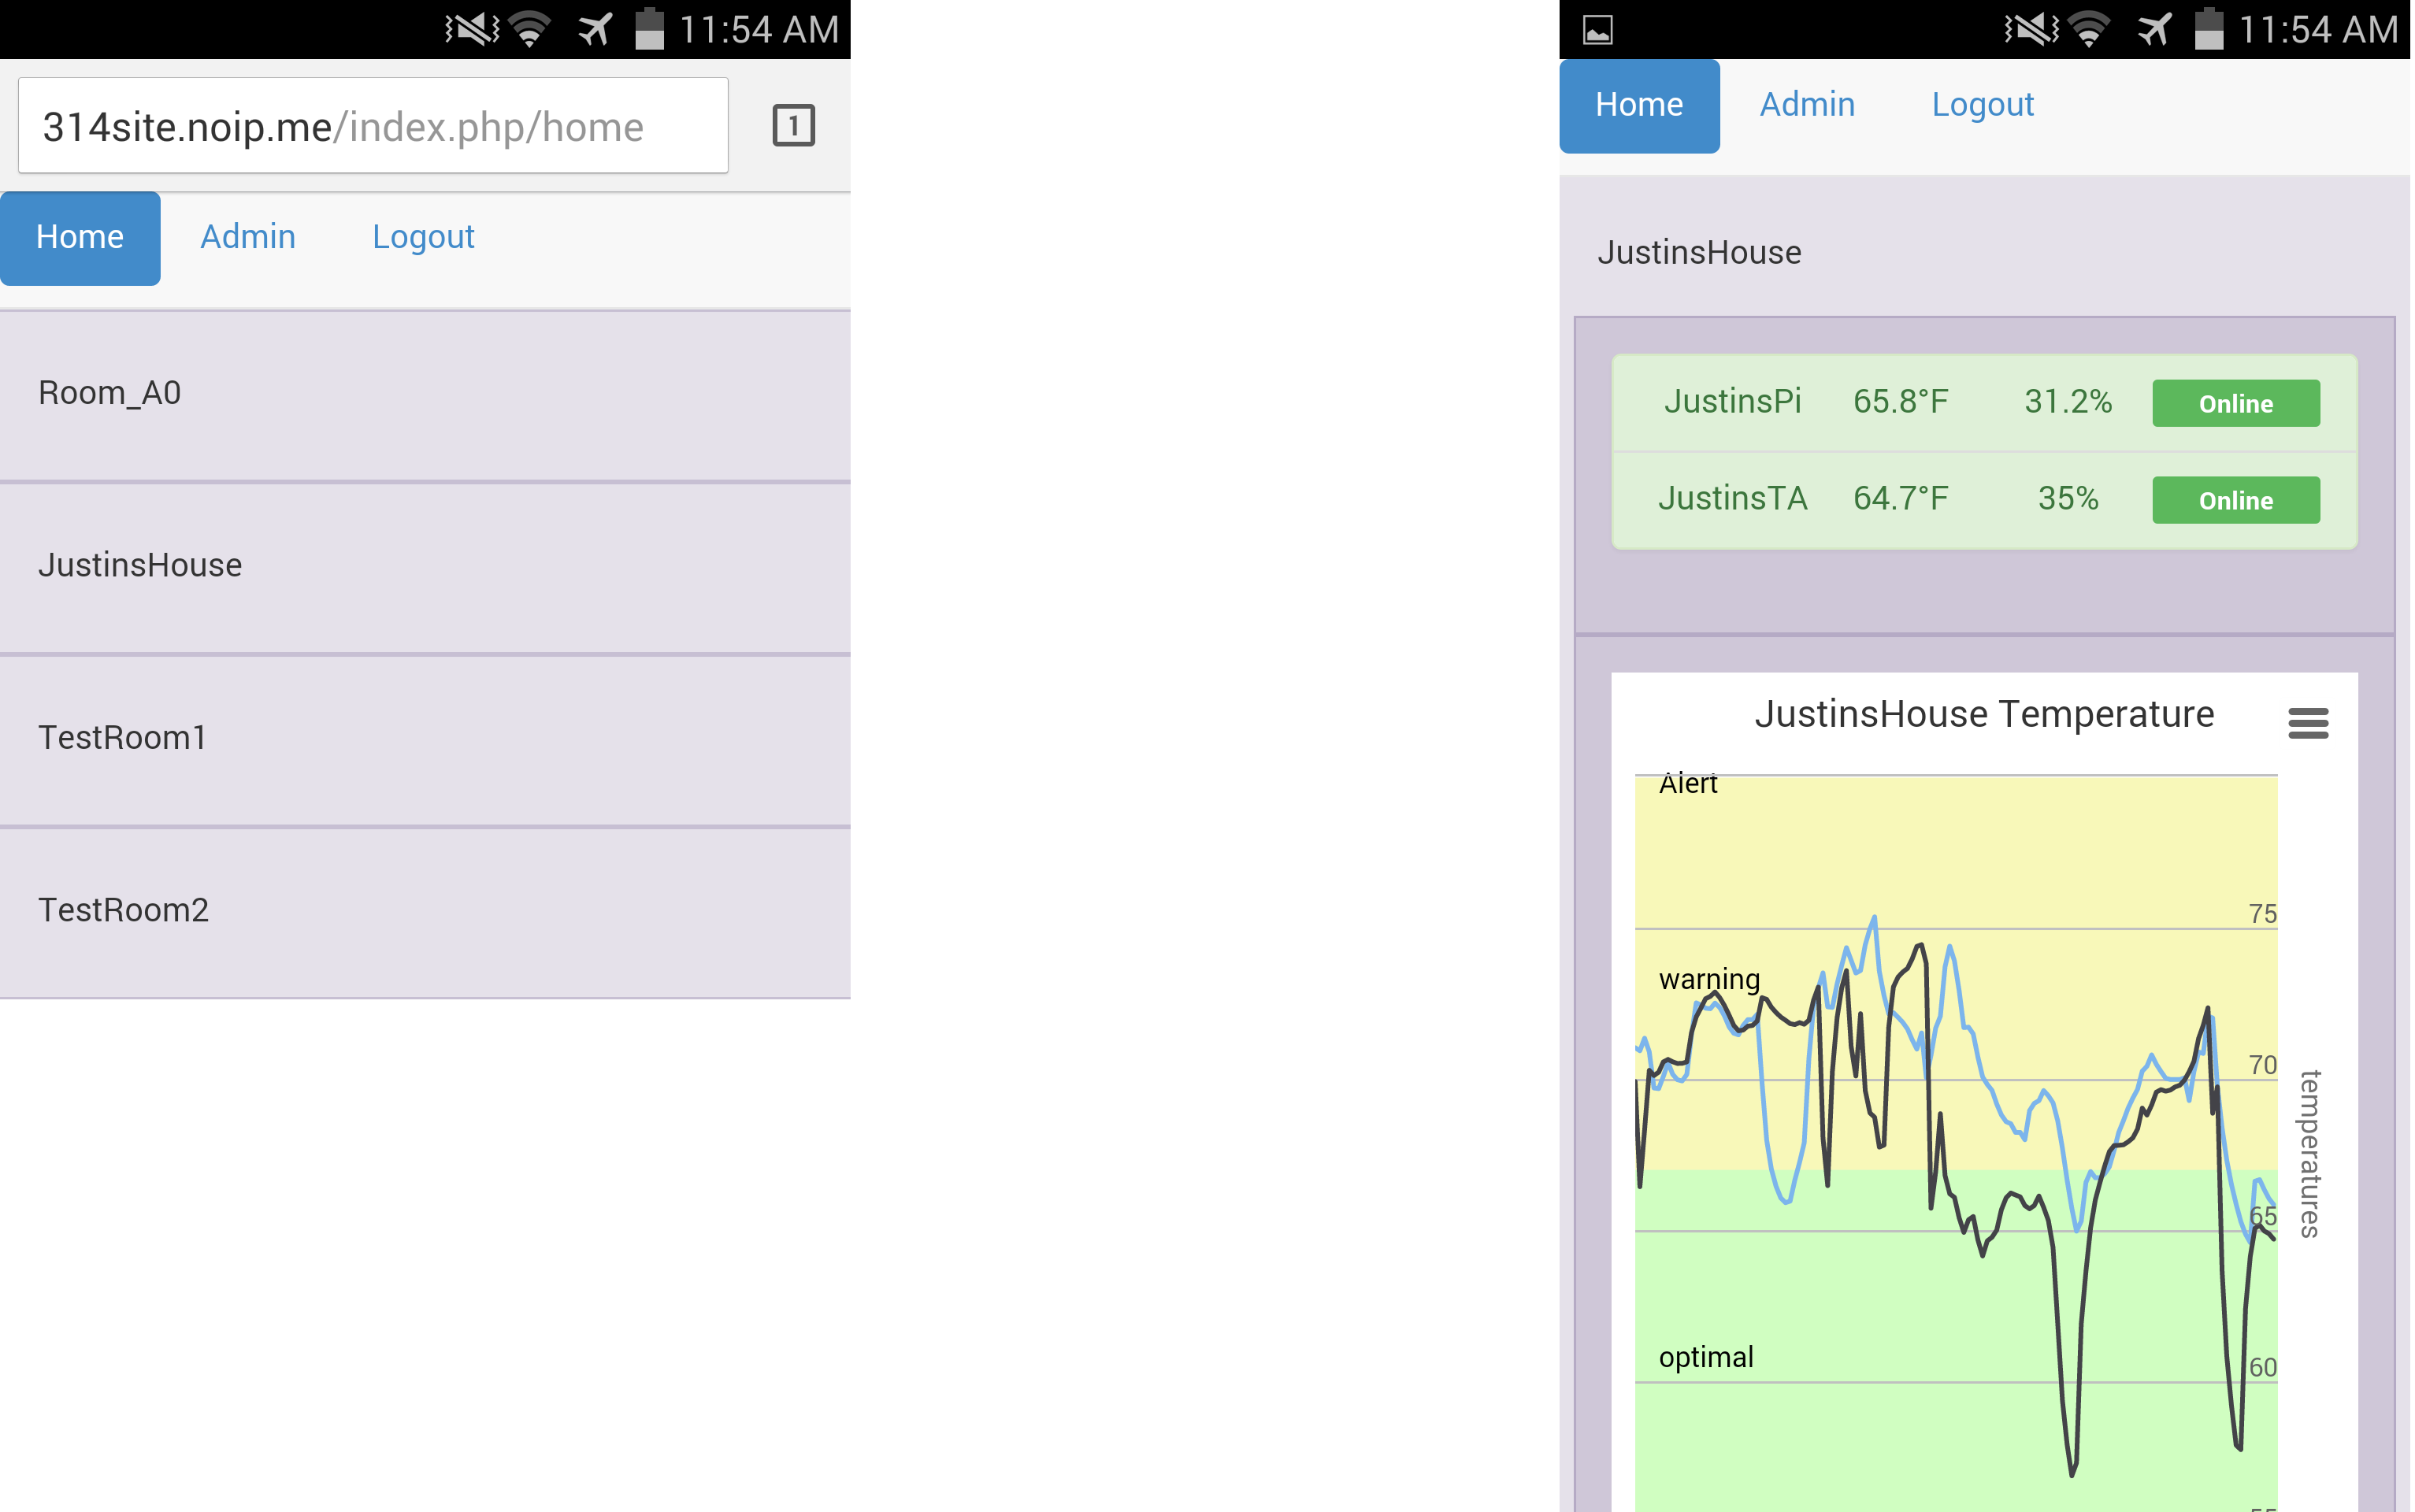 11:54 AM
314site.noip.me/index.php/home
1
Home Admin Logout
Room_A0
JustinsHouse
TestRoom1
TestRoom2
11:54 AM
Home Admin Logout
JustinsHouse
JustinsPi 65.8°F 31.2% Online
JustinsTA 64.7°F 35% Online
JustinsHouse Temperature
Alert
75
warning
70
temperatures
65
optimal
60